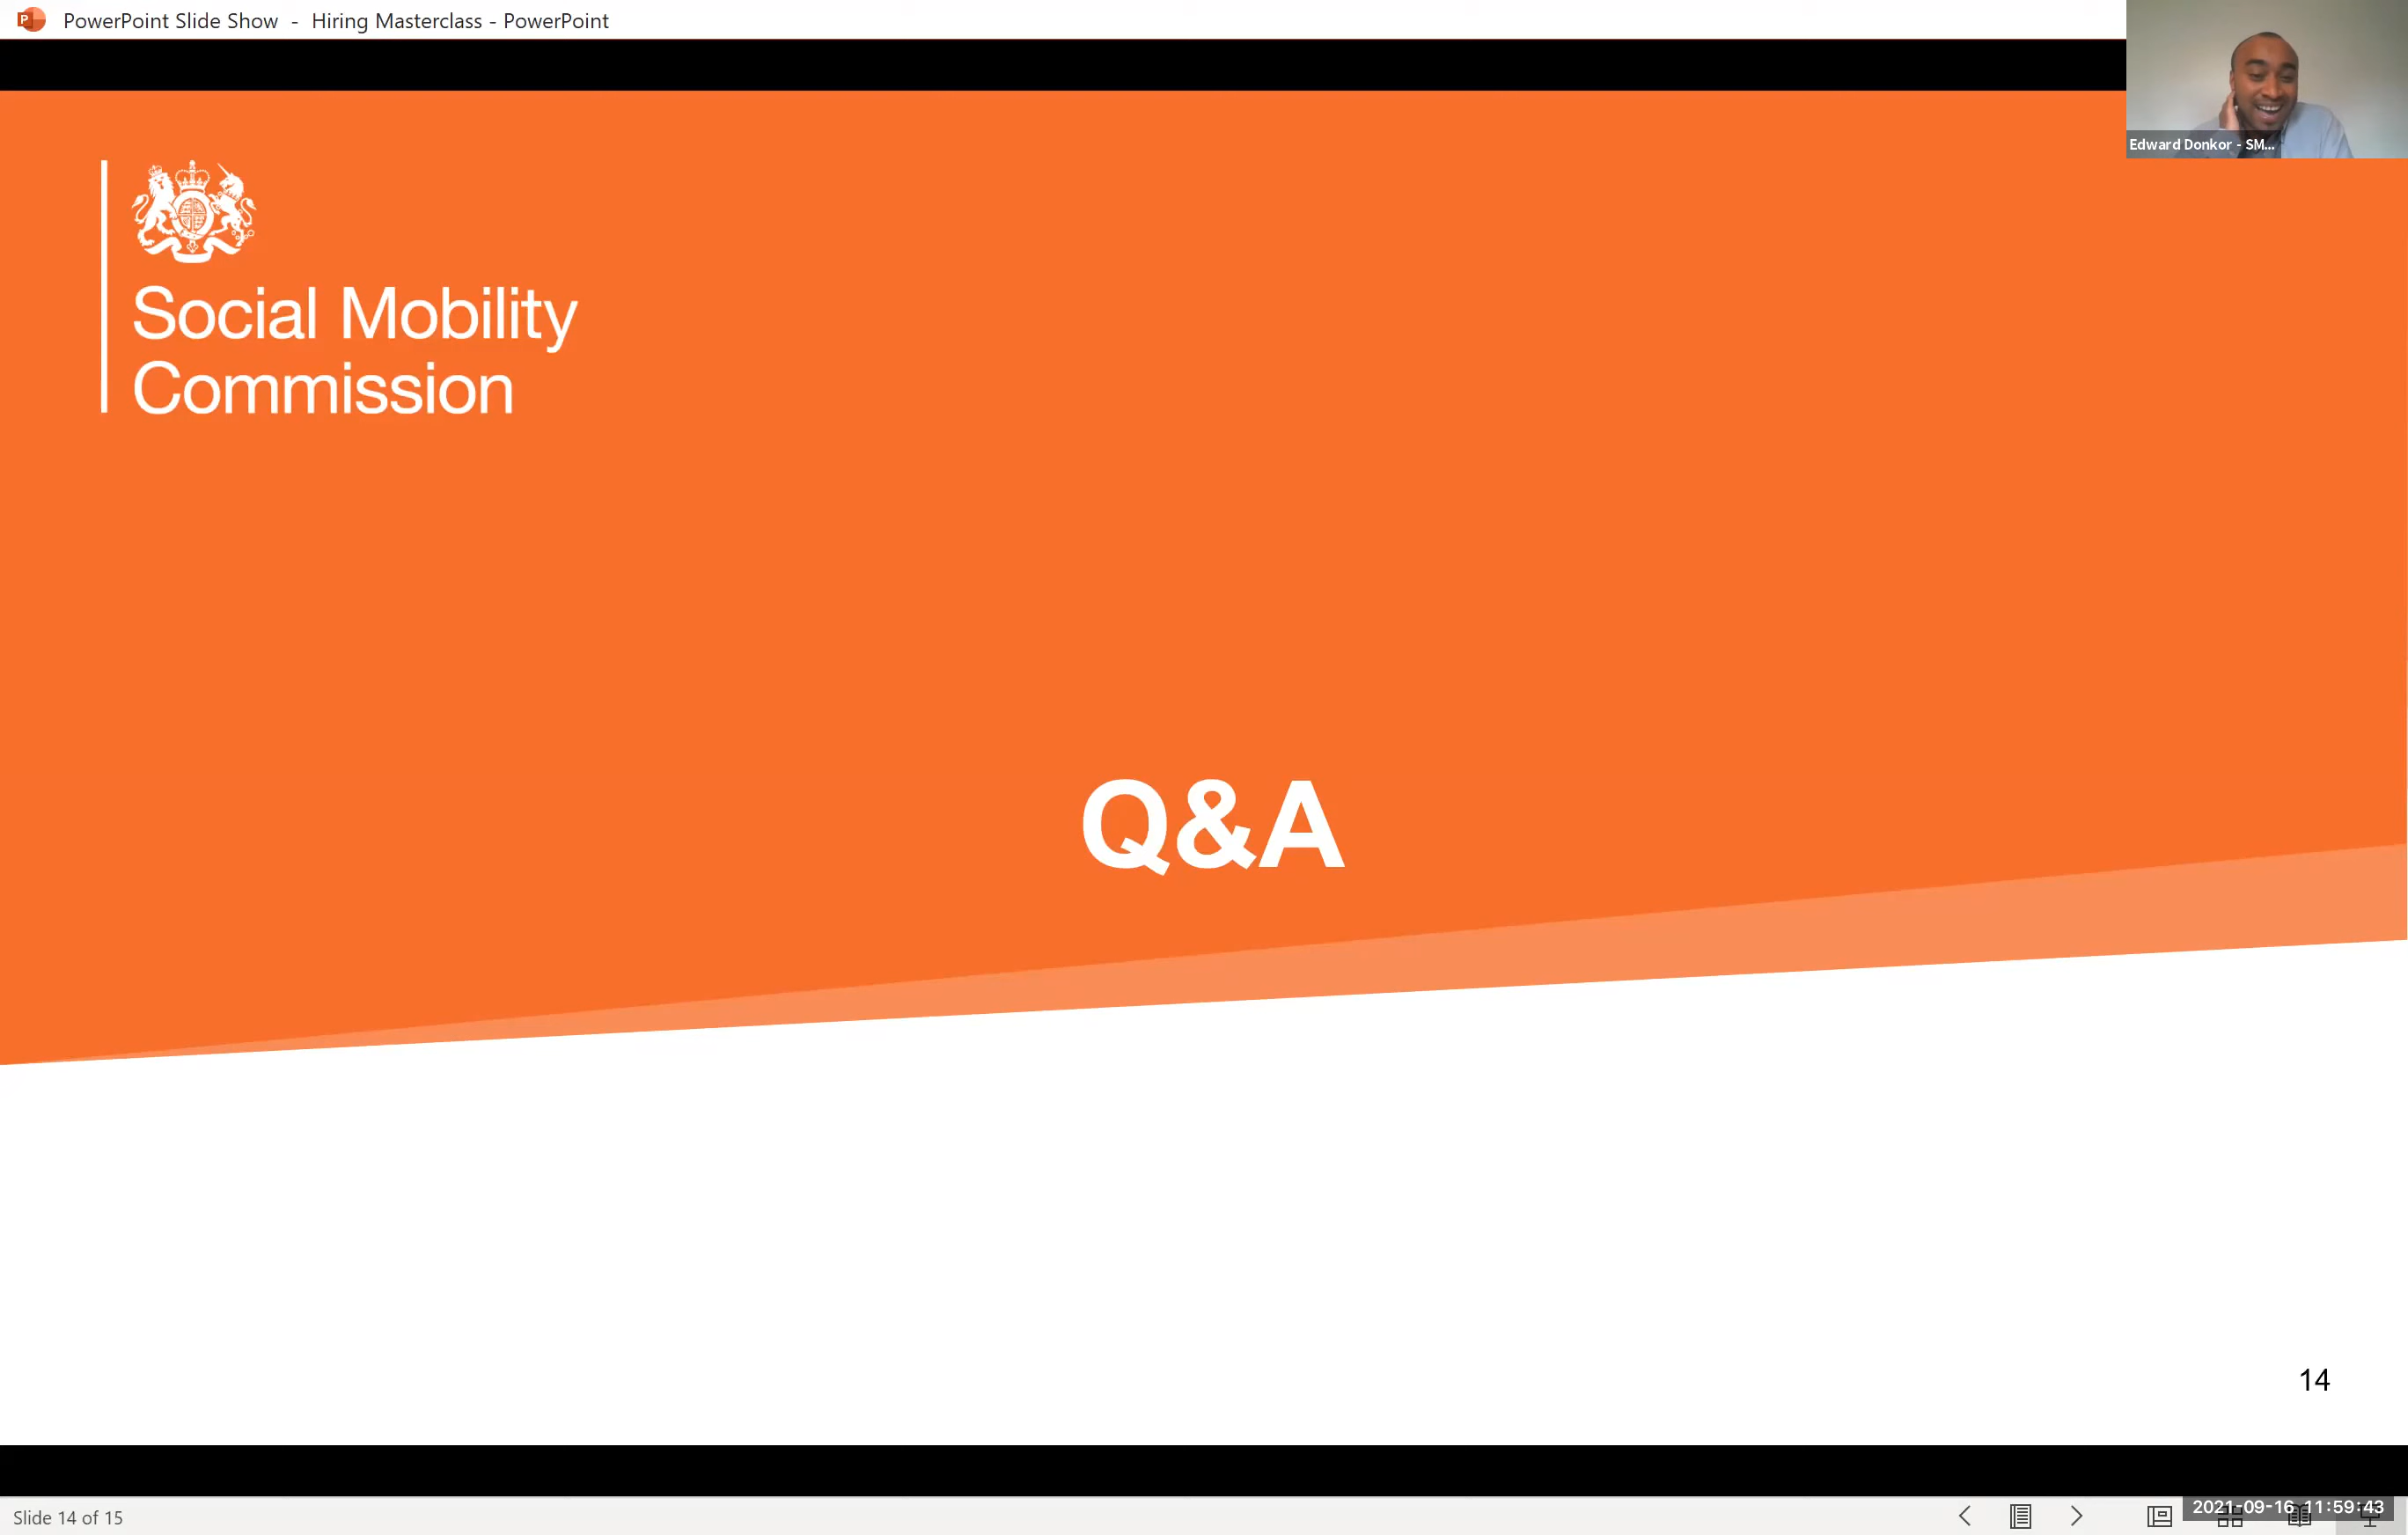 PowerPoint Slide Show - Hiring Masterclass - PowerPoint
Edward Donkor - SM...
Social Mobility
Commission
Q&A
14
Slide 14 of 15
2021-09-16 11:59:43